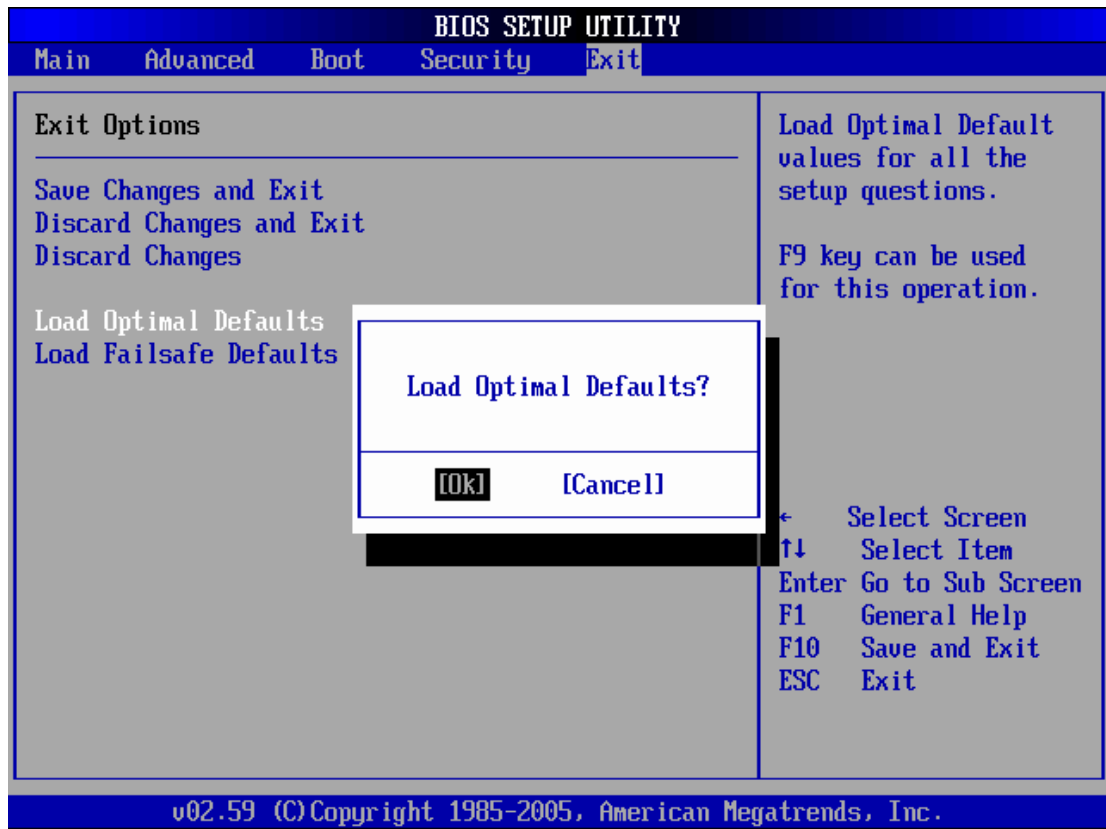 BIOS SETUP UTILITY
Main Advanced Boot Security Exit
Exit Options
Save Changes and Exit
Discard Changes and Exit
Discard Changes
Load Optimal Defaults
Load Failsafe Defaults
Load Optimal Defaults?
[Ok] [Cancel]
Load Optimal Default
values for all the
setup questions.
F9 key can be used
for this operation.
← Select Screen
↑↓ Select Item
Enter Go to Sub Screen
F1 General Help
F10 Save and Exit
ESC Exit
v02.59 (C)Copyright 1985-2005, American Megatrends, Inc.